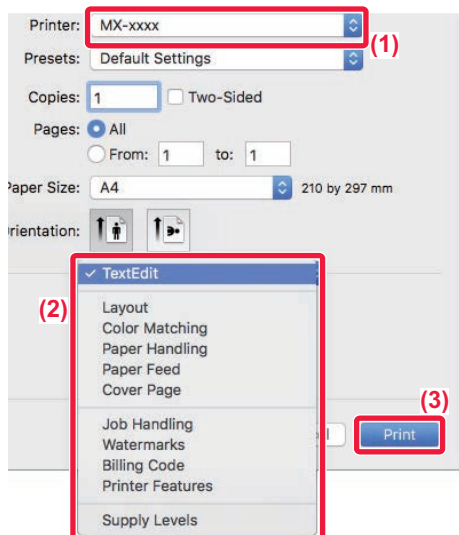 Printer: MX-xxxx
(1)
Presets: Default Settings
Copies: 1 Two-Sided
Pages: All
From: 1 to: 1
Paper Size: A4 210 by 297 mm
rientation:
✓ TextEdit
(2)
Layout
Color Matching
Paper Handling
Paper Feed
Cover Page
(3)
Job Handling
Watermarks
Billing Code
Printer Features
l Print
Supply Levels